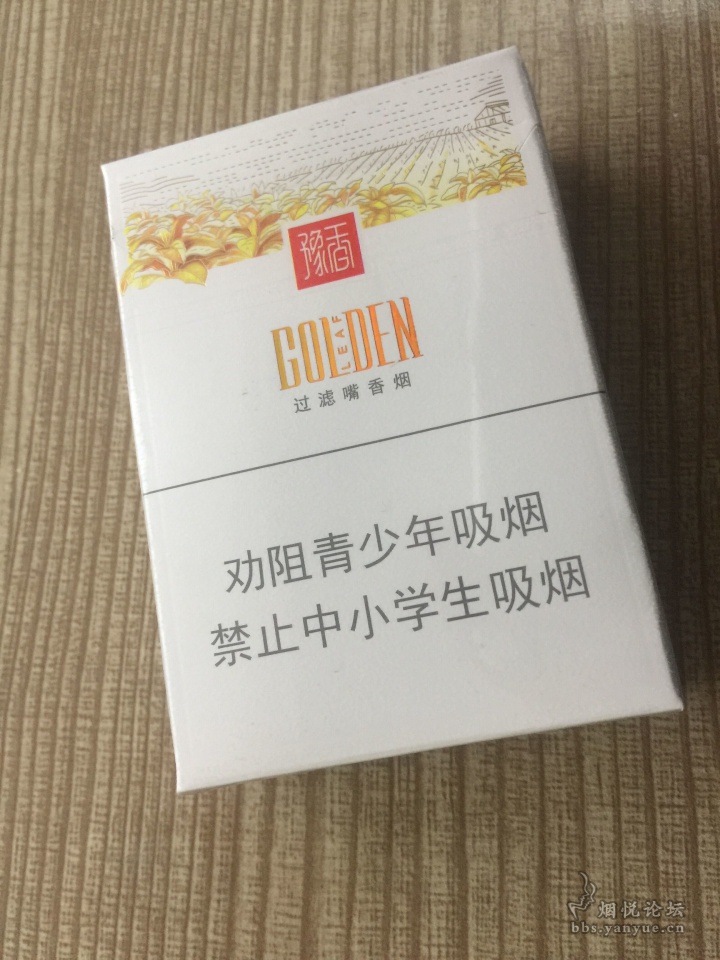 豫香
GOLDEN
LEAF
过滤嘴香烟
劝阻青少年吸烟
禁止中小学生吸烟
烟悦论坛
bbs.yanyue.cn